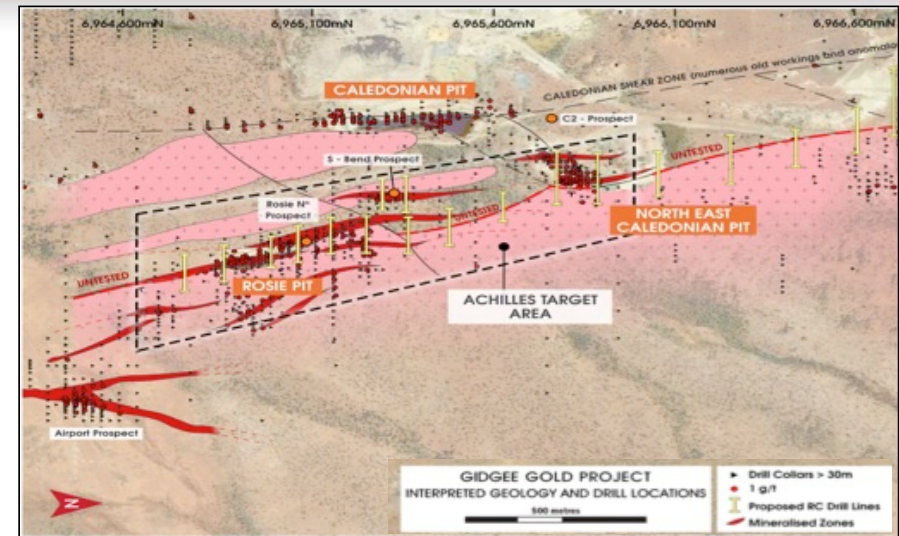 6,964,600mN 6,965,100mN 6,965,600mN 6,966,100mN 6,966,600mN
CALEDONIAN SHEAR ZONE (numerous old workings and anomalo
CALEDONIAN PIT
C2 - Prospect
S - Bend Prospect
UNTESTED
Rosie Nth
Prospect
UNTESTED
NORTH EAST
CALEDONIAN PIT
UNTESTED
ROSIE PIT
ACHILLES TARGET
AREA
Airport Prospect
N
GIDGEE GOLD PROJECT
INTERPRETED GEOLOGY AND DRILL LOCATIONS
500 metres
Drill Collars > 30m
1 g/t
Proposed RC Drill Lines
Mineralised Zones